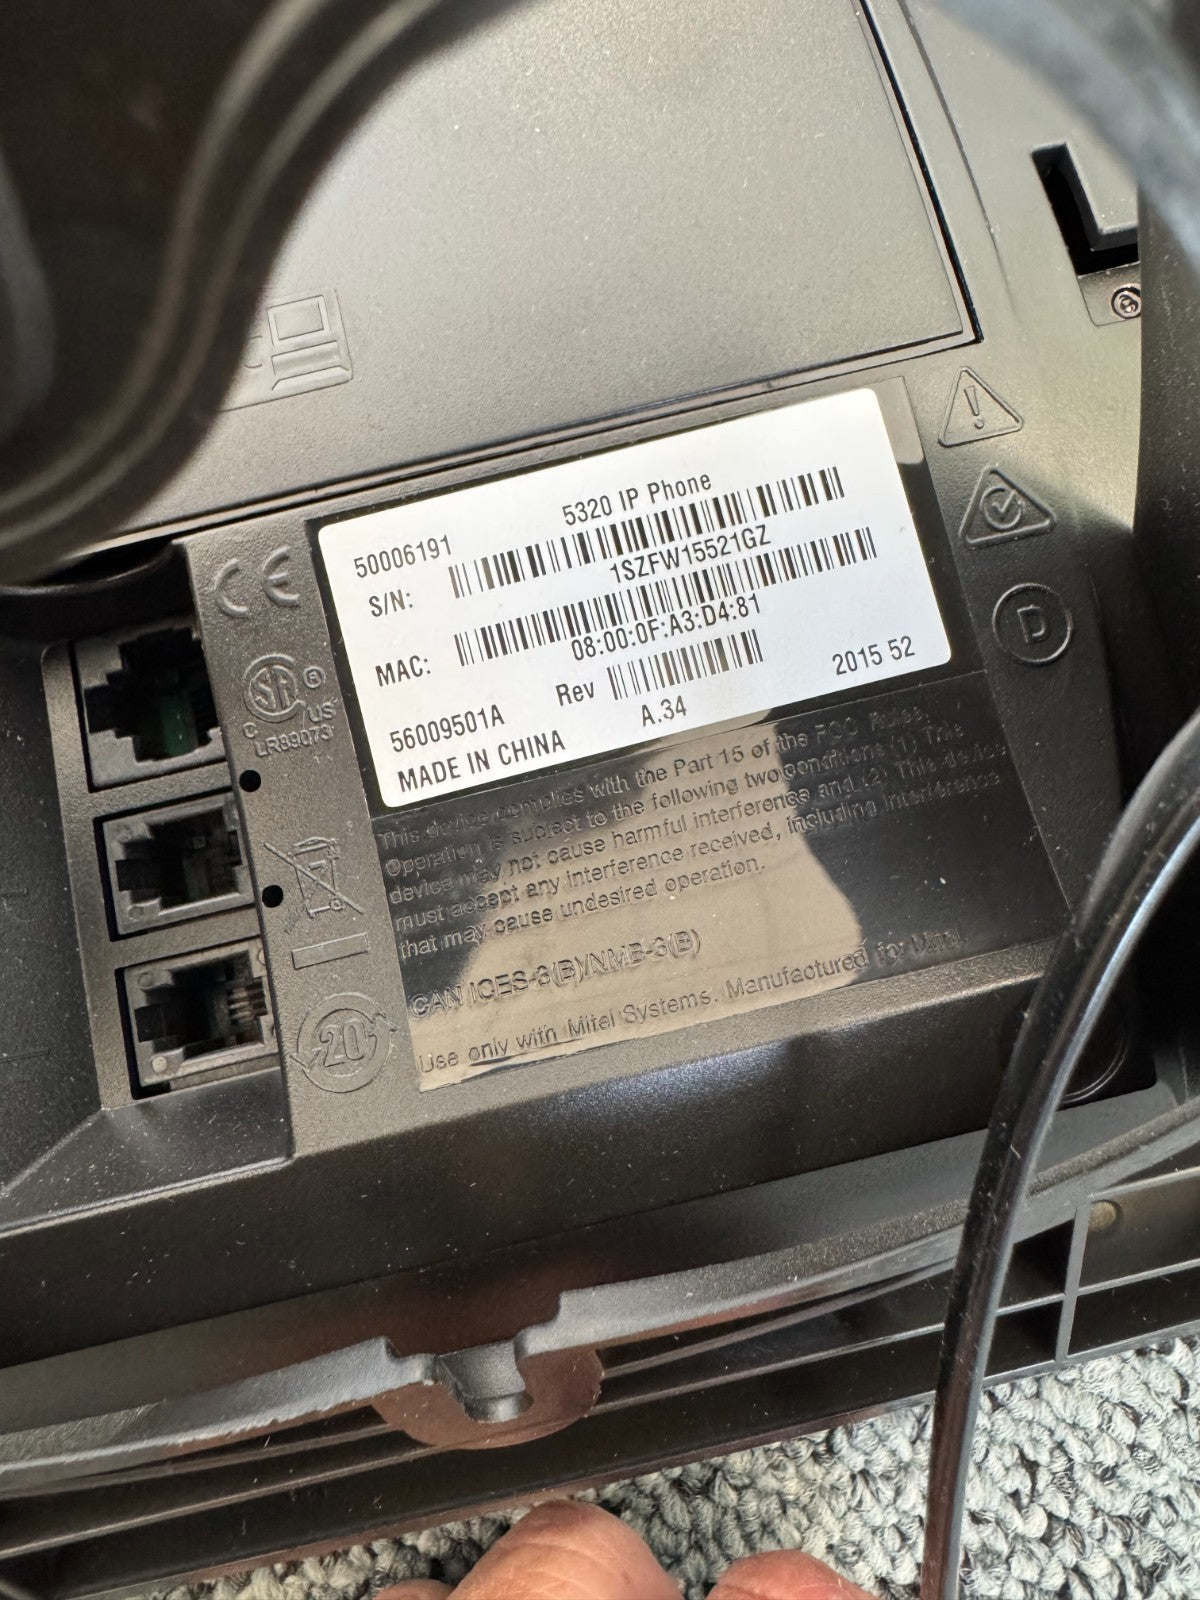 5320 IP Phone
50006191
S/N:
1SZFW15521GZ
MAC:
08:00:0F:A3:D4:81
Rev
A.34
2015 52
56009501A
MADE IN CHINA
This device complies with the Part 15 of the FCC Rules.
Operation is subject to the following two conditions (1) This
device may not cause harmful interference and (2) This device
must accept any interference received, including interference
that may cause undesired operation.
CAN ICES-3(B)/NMB-3(B)
Use only with Mitel Systems. Manufactured for Mitel.
CE
SA ®
C US
LR89073
20
D